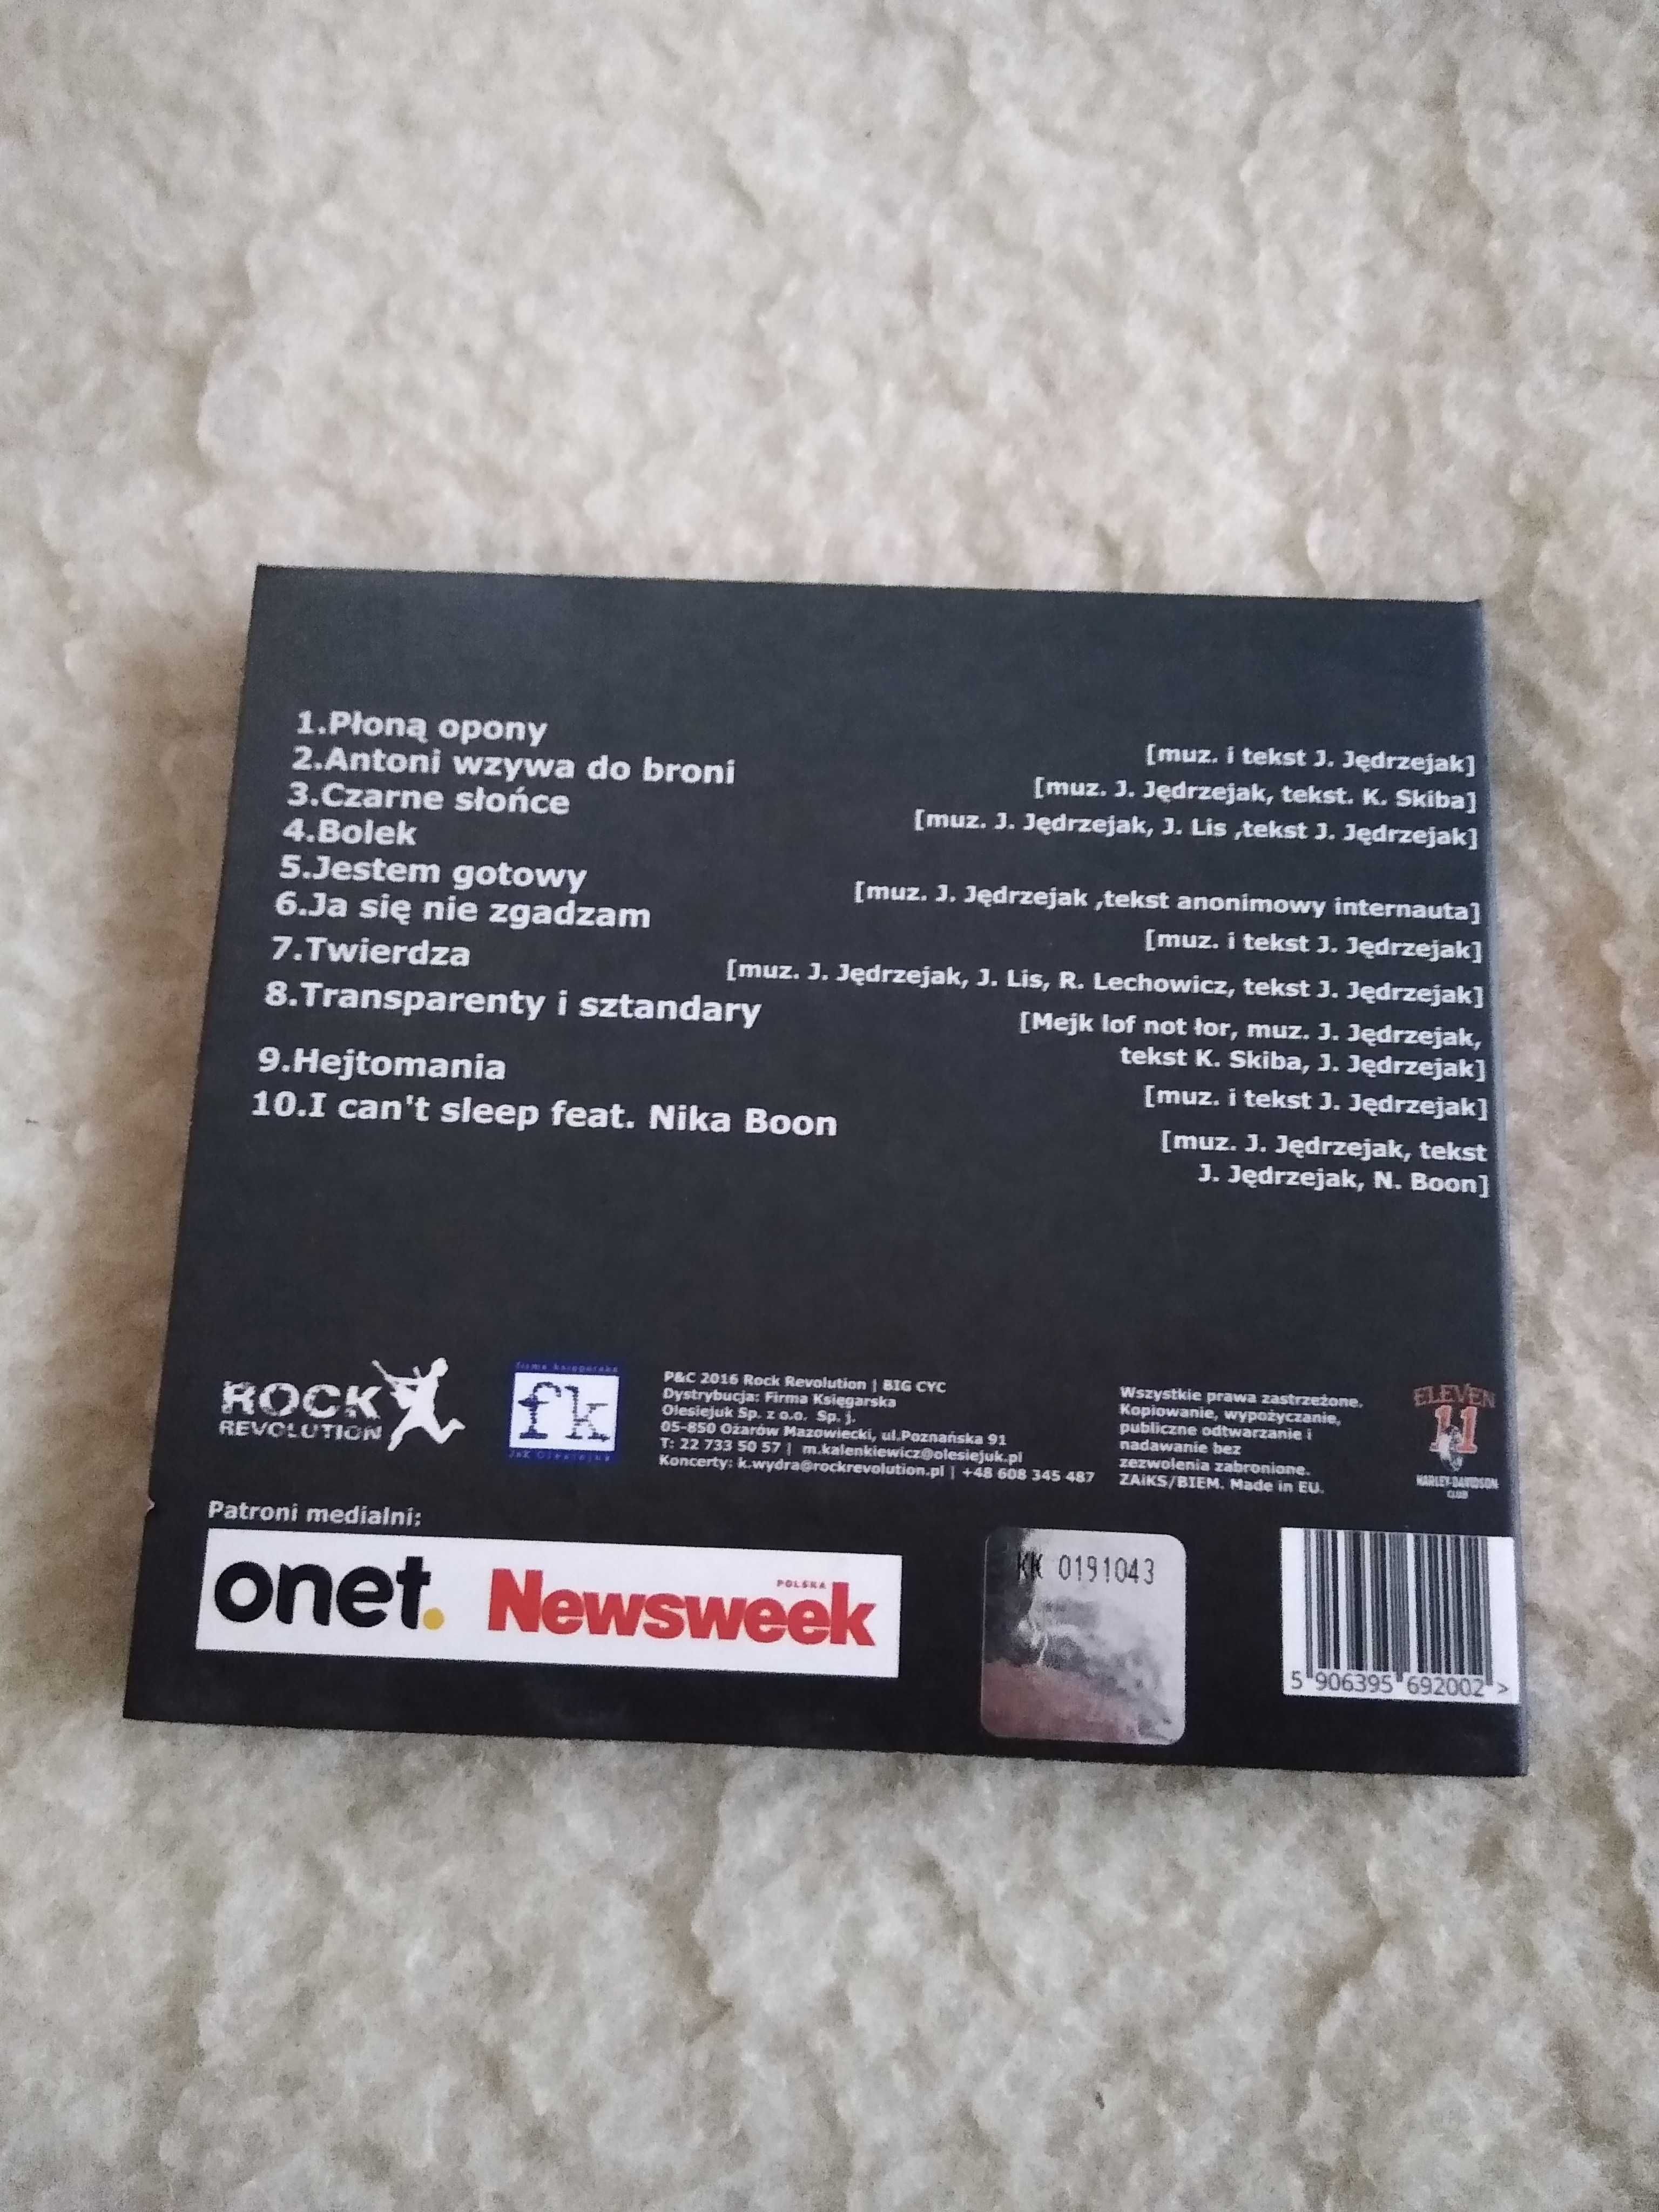 1.Płoną opony
2.Antoni wzywa do broni
3.Czarne słońce
4.Bolek
5.Jestem gotowy
6.Ja się nie zgadzam
7.Twierdza
8.Transparenty i sztandary
9.Hejtomania
10.I can't sleep feat. Nika Boon
[muz. i tekst J. Jędrzejak]
[muz. J. Jędrzejak, tekst. K. Skiba]
[muz. J. Jędrzejak, J. Lis ,tekst J. Jędrzejak]
[muz. J. Jędrzejak ,tekst anonimowy internauta]
[muz. i tekst J. Jędrzejak]
[muz. J. Jędrzejak, J. Lis, R. Lechowicz, tekst J. Jędrzejak]
[Mejk lof not łor, muz. J. Jędrzejak,
tekst K. Skiba, J. Jędrzejak]
[muz. i tekst J. Jędrzejak]
[muz. J. Jędrzejak, tekst
J. Jędrzejak, N. Boon]
ROCK
REVOLUTION
firma księgarska
fk
P&C 2016 Rock Revolution | BIG CYC
Dystrybucja: Firma Księgarska
Olesiejuk Sp. z o.o. Sp. j.
05-850 Ożarów Mazowiecki, ul.Poznańska 91
T: 22 733 50 57 | m.kalenkiewicz@olesiejuk.pl
Koncerty: k.wydra@rockrevolution.pl | +48 608 345 487
Wszystkie prawa zastrzeżone.
Kopiowanie, wypożyczanie,
publiczne odtwarzanie i
nadawanie bez
zezwolenia zabronione.
ZAiKS/BIEM. Made in EU.
ELEVEN
11
HARLEY-DAVIDSON
CLUB
Patroni medialni:
onet.
Newsweek
POLSKA
KK 0191043
5 906395 692002 >